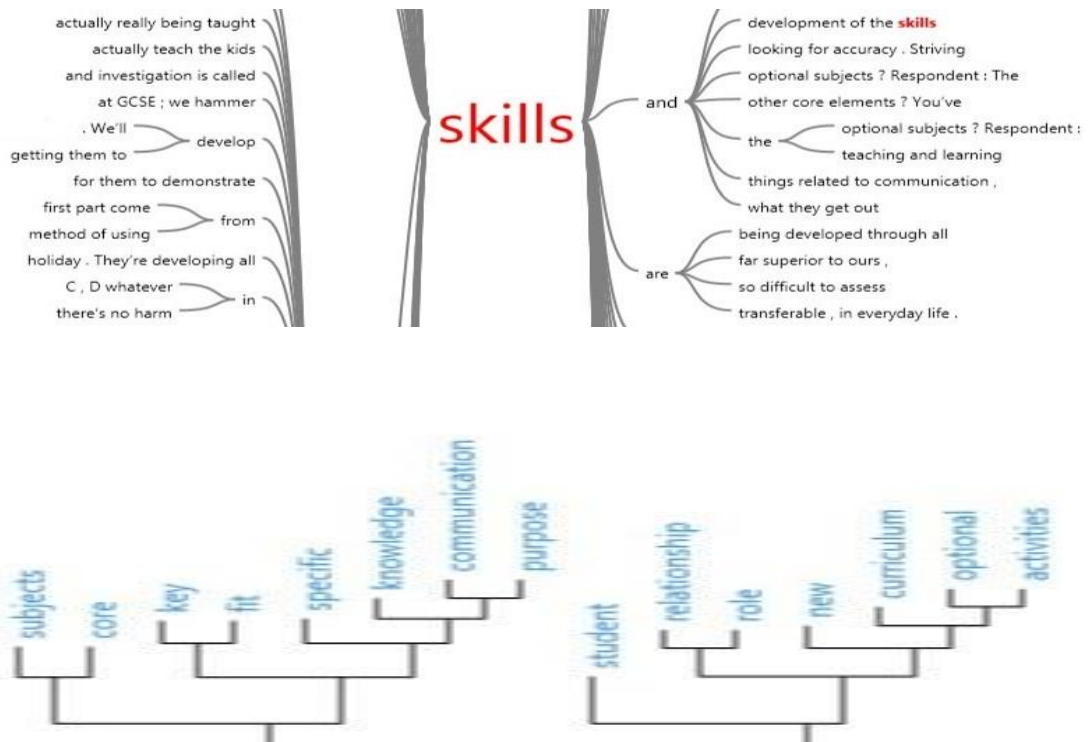 actually really being taught
actually teach the kids
and investigation is called
at GCSE ; we hammer
. We'll
getting them to
develop
for them to demonstrate
first part come
method of using
from
holiday . They're developing all
C , D whatever
there's no harm
in
skills
and
development of the skills
looking for accuracy . Striving
optional subjects ? Respondent : The
other core elements ? You've
the
optional subjects ? Respondent :
teaching and learning
things related to communication ,
what they get out
are
being developed through all
far superior to ours ,
so difficult to assess
transferable , in everyday life .
subjects
core
key
fit
specific
knowledge
communication
purpose
student
relationship
role
new
curriculum
optional
activities